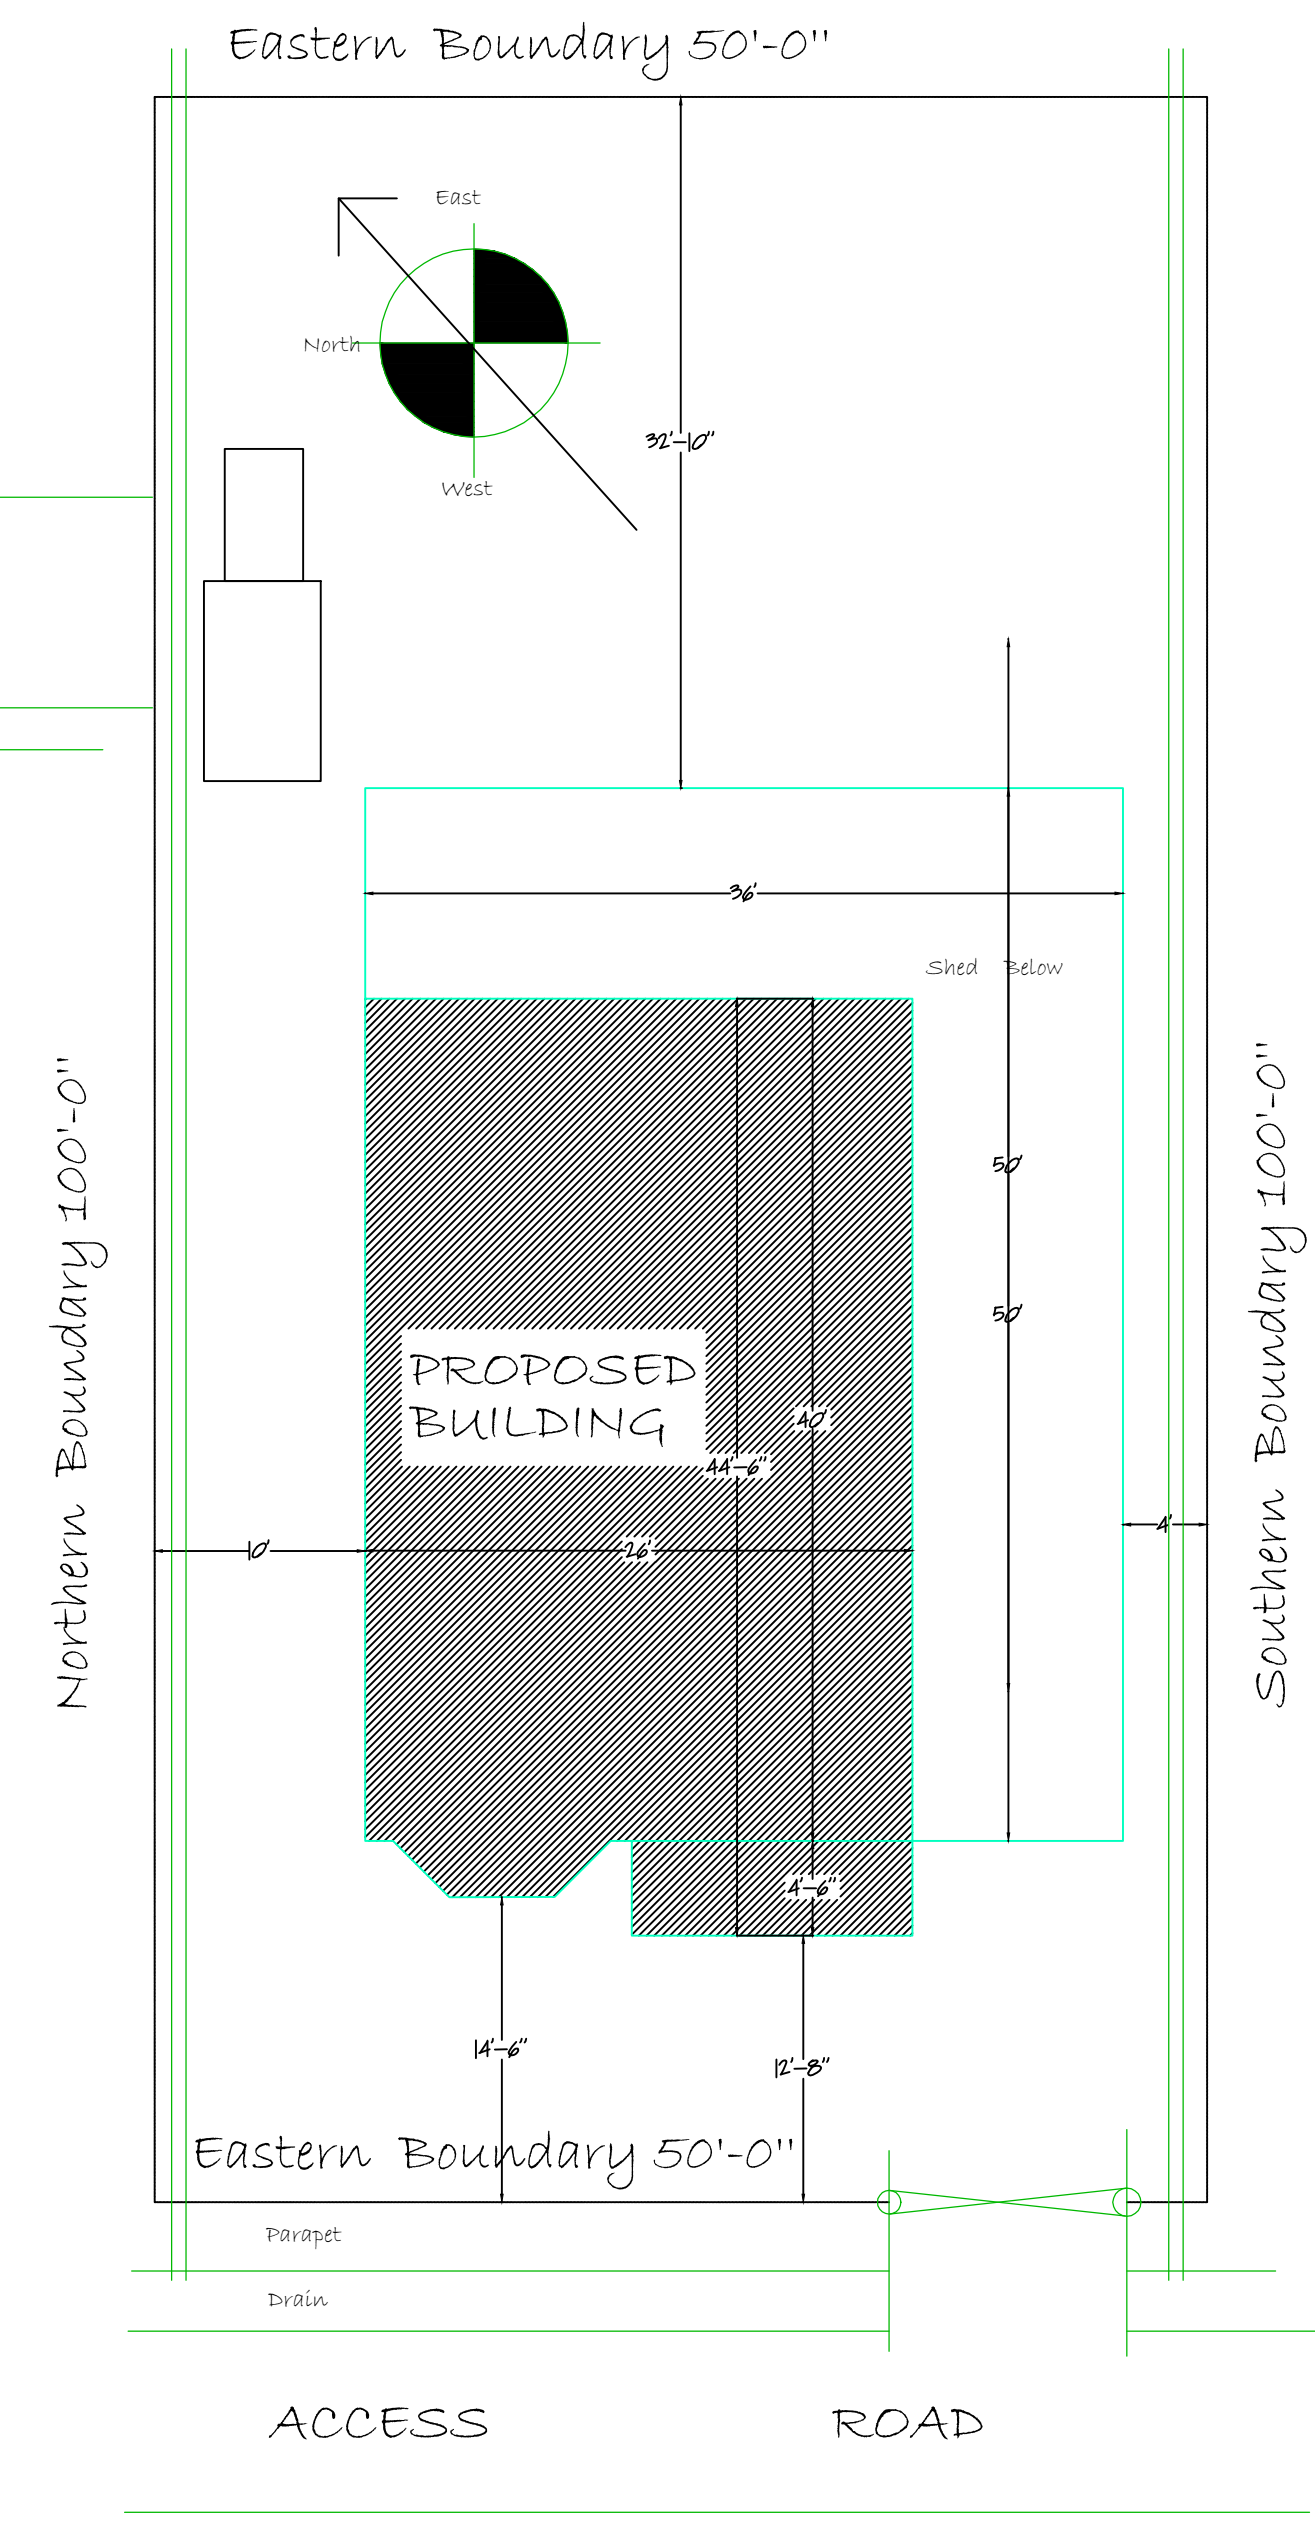 Eastern Boundary 50'-0"
East
North
West
32'-10"
36'
Shed Below
50'
50'
Northern Boundary 100'-0"
Southern Boundary 100'-0"
PROPOSED
BUILDING
40'
44'-6"
10'
26'
4'
4'-6"
14'-6"
12'-8"
Eastern Boundary 50'-0"
Parapet
Drain
ACCESS ROAD